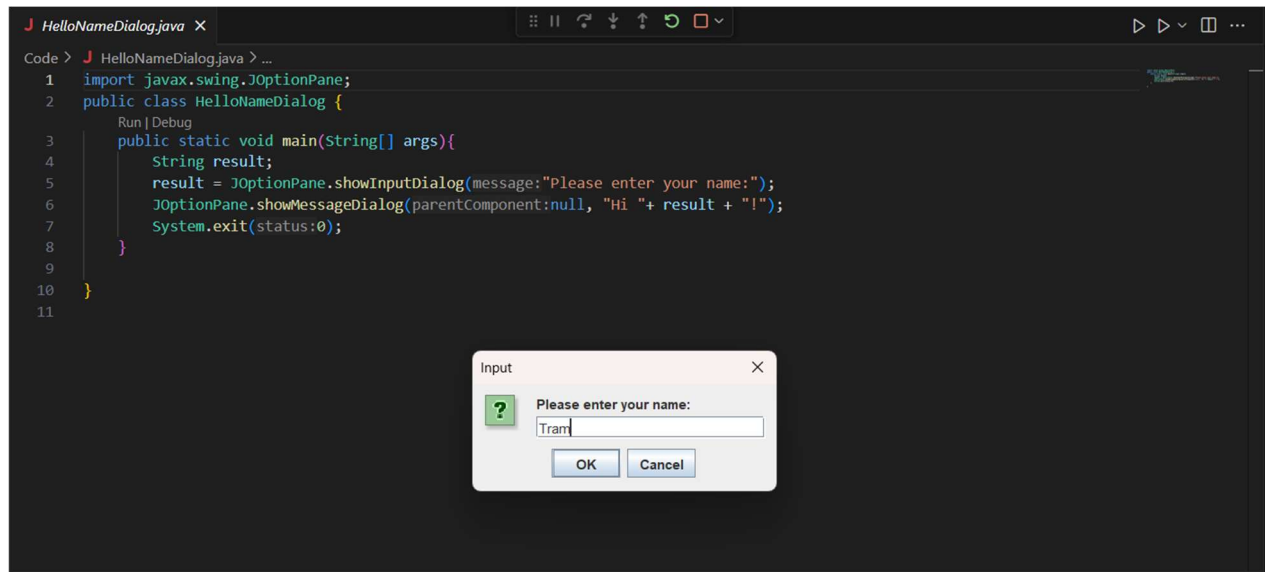 J HelloNameDialog.java ×
Code > J HelloNameDialog.java > ...
1 import javax.swing.JOptionPane;
2 public class HelloNameDialog {
Run | Debug
3 public static void main(String[] args){
4 String result;
5 result = JOptionPane.showInputDialog(message:"Please enter your name:");
6 JOptionPane.showMessageDialog(parentComponent:null, "Hi "+ result + "!");
7 System.exit(status:0);
8 }
9
10 }
11
Input
Please enter your name:
Tram
OK Cancel